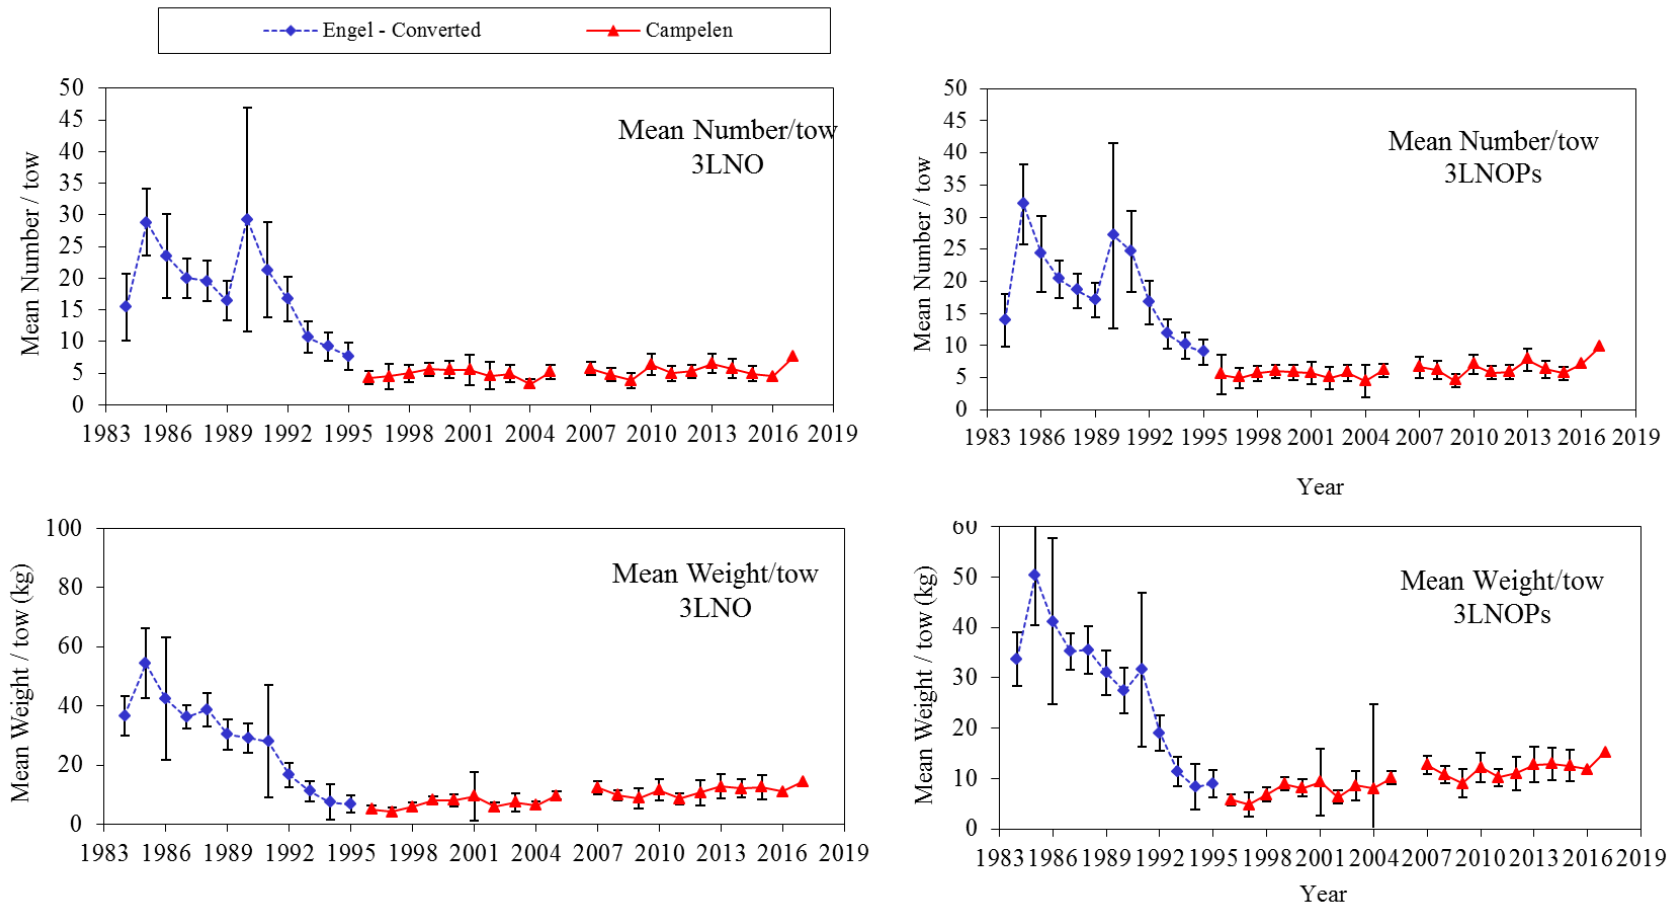 Engel - Converted
Campelen
Mean Number/tow
3LNO
Mean Number / tow
50
45
40
35
30
25
20
15
10
5
0
1983 1986 1989 1992 1995 1998 2001 2004 2007 2010 2013 2016 2019
Mean Number/tow
3LNOPs
Mean Number / tow
50
45
40
35
30
25
20
15
10
5
0
1983 1986 1989 1992 1995 1998 2001 2004 2007 2010 2013 2016 2019
Year
Mean Weight/tow
3LNO
Mean Weight / tow (kg)
100
80
60
40
20
0
1983 1986 1989 1992 1995 1998 2001 2004 2007 2010 2013 2016 2019
Mean Weight/tow
3LNOPs
Mean Weight / tow (kg)
60
50
40
30
20
10
0
1983 1986 1989 1992 1995 1998 2001 2004 2007 2010 2013 2016 2019
Year